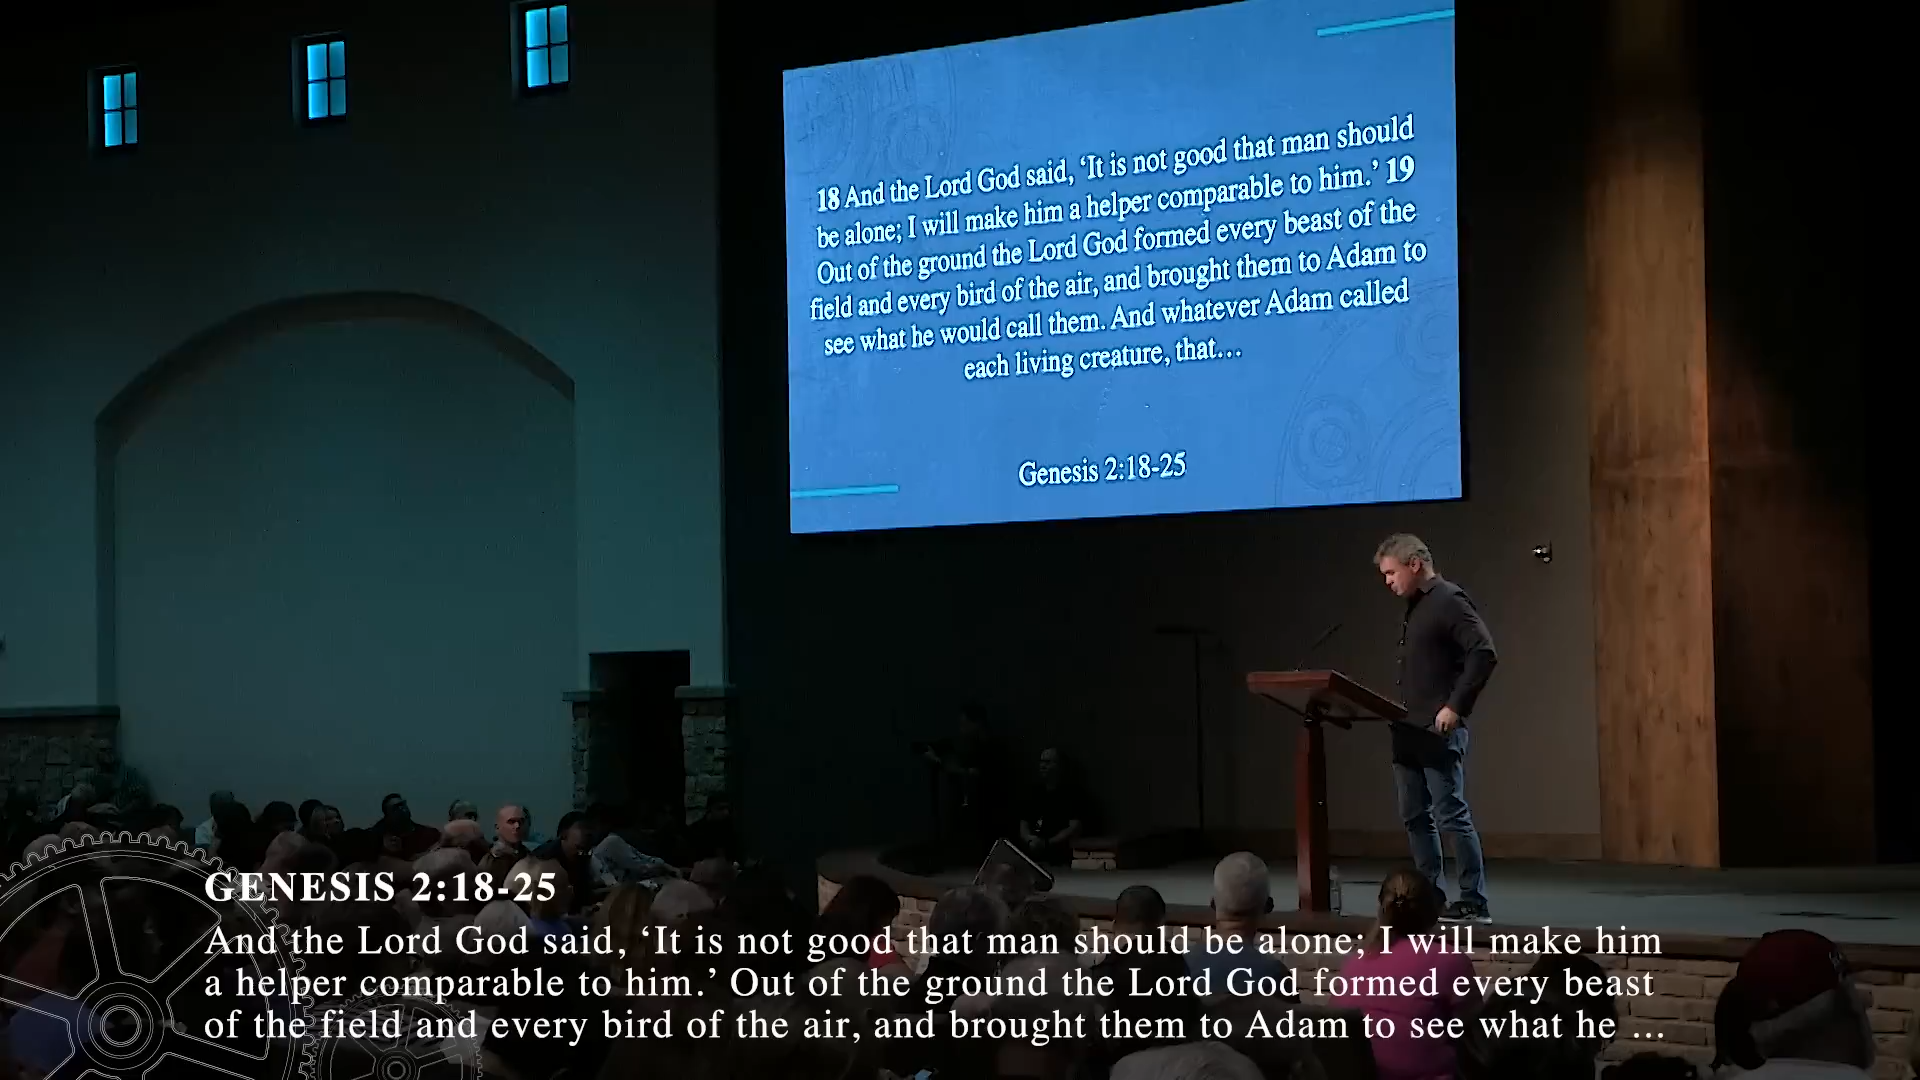 18 And the Lord God said, ‘It is not good that man should
be alone; I will make him a helper comparable to him.’ 19
Out of the ground the Lord God formed every beast of the
field and every bird of the air, and brought them to Adam to
see what he would call them. And whatever Adam called
each living creature, that…
Genesis 2:18-25
GENESIS 2:18-25
And the Lord God said, ‘It is not good that man should be alone; I will make him
a helper comparable to him.’ Out of the ground the Lord God formed every beast
of the field and every bird of the air, and brought them to Adam to see what he ...